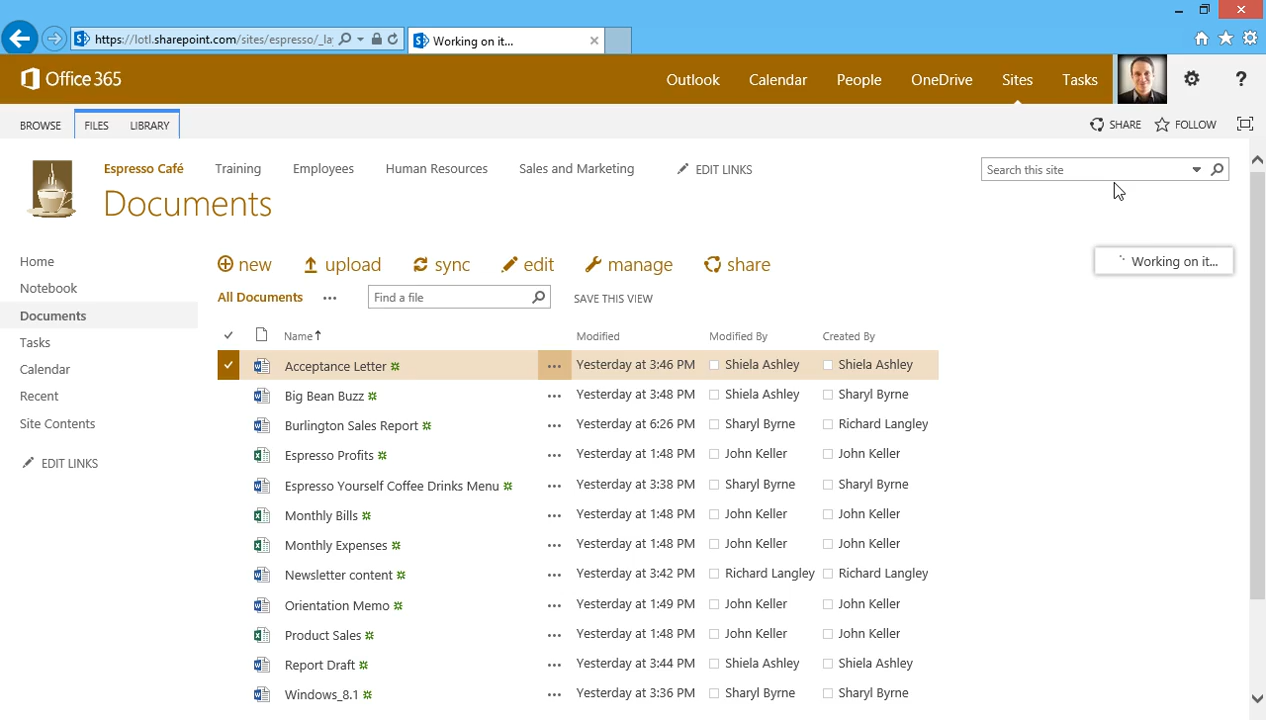 https://lotl.sharepoint.com/sites/espresso/_la
Working on it...
Office 365
Outlook Calendar People OneDrive Sites Tasks ?
BROWSE FILES LIBRARY SHARE FOLLOW
Espresso Café Training Employees Human Resources Sales and Marketing EDIT LINKS Search this site
Documents
Home
Notebook
Documents
Tasks
Calendar
Recent
Site Contents
EDIT LINKS
new upload sync edit manage share
Working on it...
All Documents ... Find a file SAVE THIS VIEW
Name Modified Modified By Created By
Acceptance Letter ... Yesterday at 3:46 PM Shiela Ashley Shiela Ashley
Big Bean Buzz ... Yesterday at 3:48 PM Shiela Ashley Sharyl Byrne
Burlington Sales Report ... Yesterday at 6:26 PM Sharyl Byrne Richard Langley
Espresso Profits ... Yesterday at 1:48 PM John Keller John Keller
Espresso Yourself Coffee Drinks Menu ... Yesterday at 3:38 PM Sharyl Byrne Sharyl Byrne
Monthly Bills ... Yesterday at 1:48 PM John Keller John Keller
Monthly Expenses ... Yesterday at 1:48 PM John Keller John Keller
Newsletter content ... Yesterday at 3:42 PM Richard Langley Richard Langley
Orientation Memo ... Yesterday at 1:49 PM John Keller John Keller
Product Sales ... Yesterday at 1:48 PM John Keller John Keller
Report Draft ... Yesterday at 3:44 PM Shiela Ashley Shiela Ashley
Windows_8.1 ... Yesterday at 3:36 PM Sharyl Byrne Sharyl Byrne